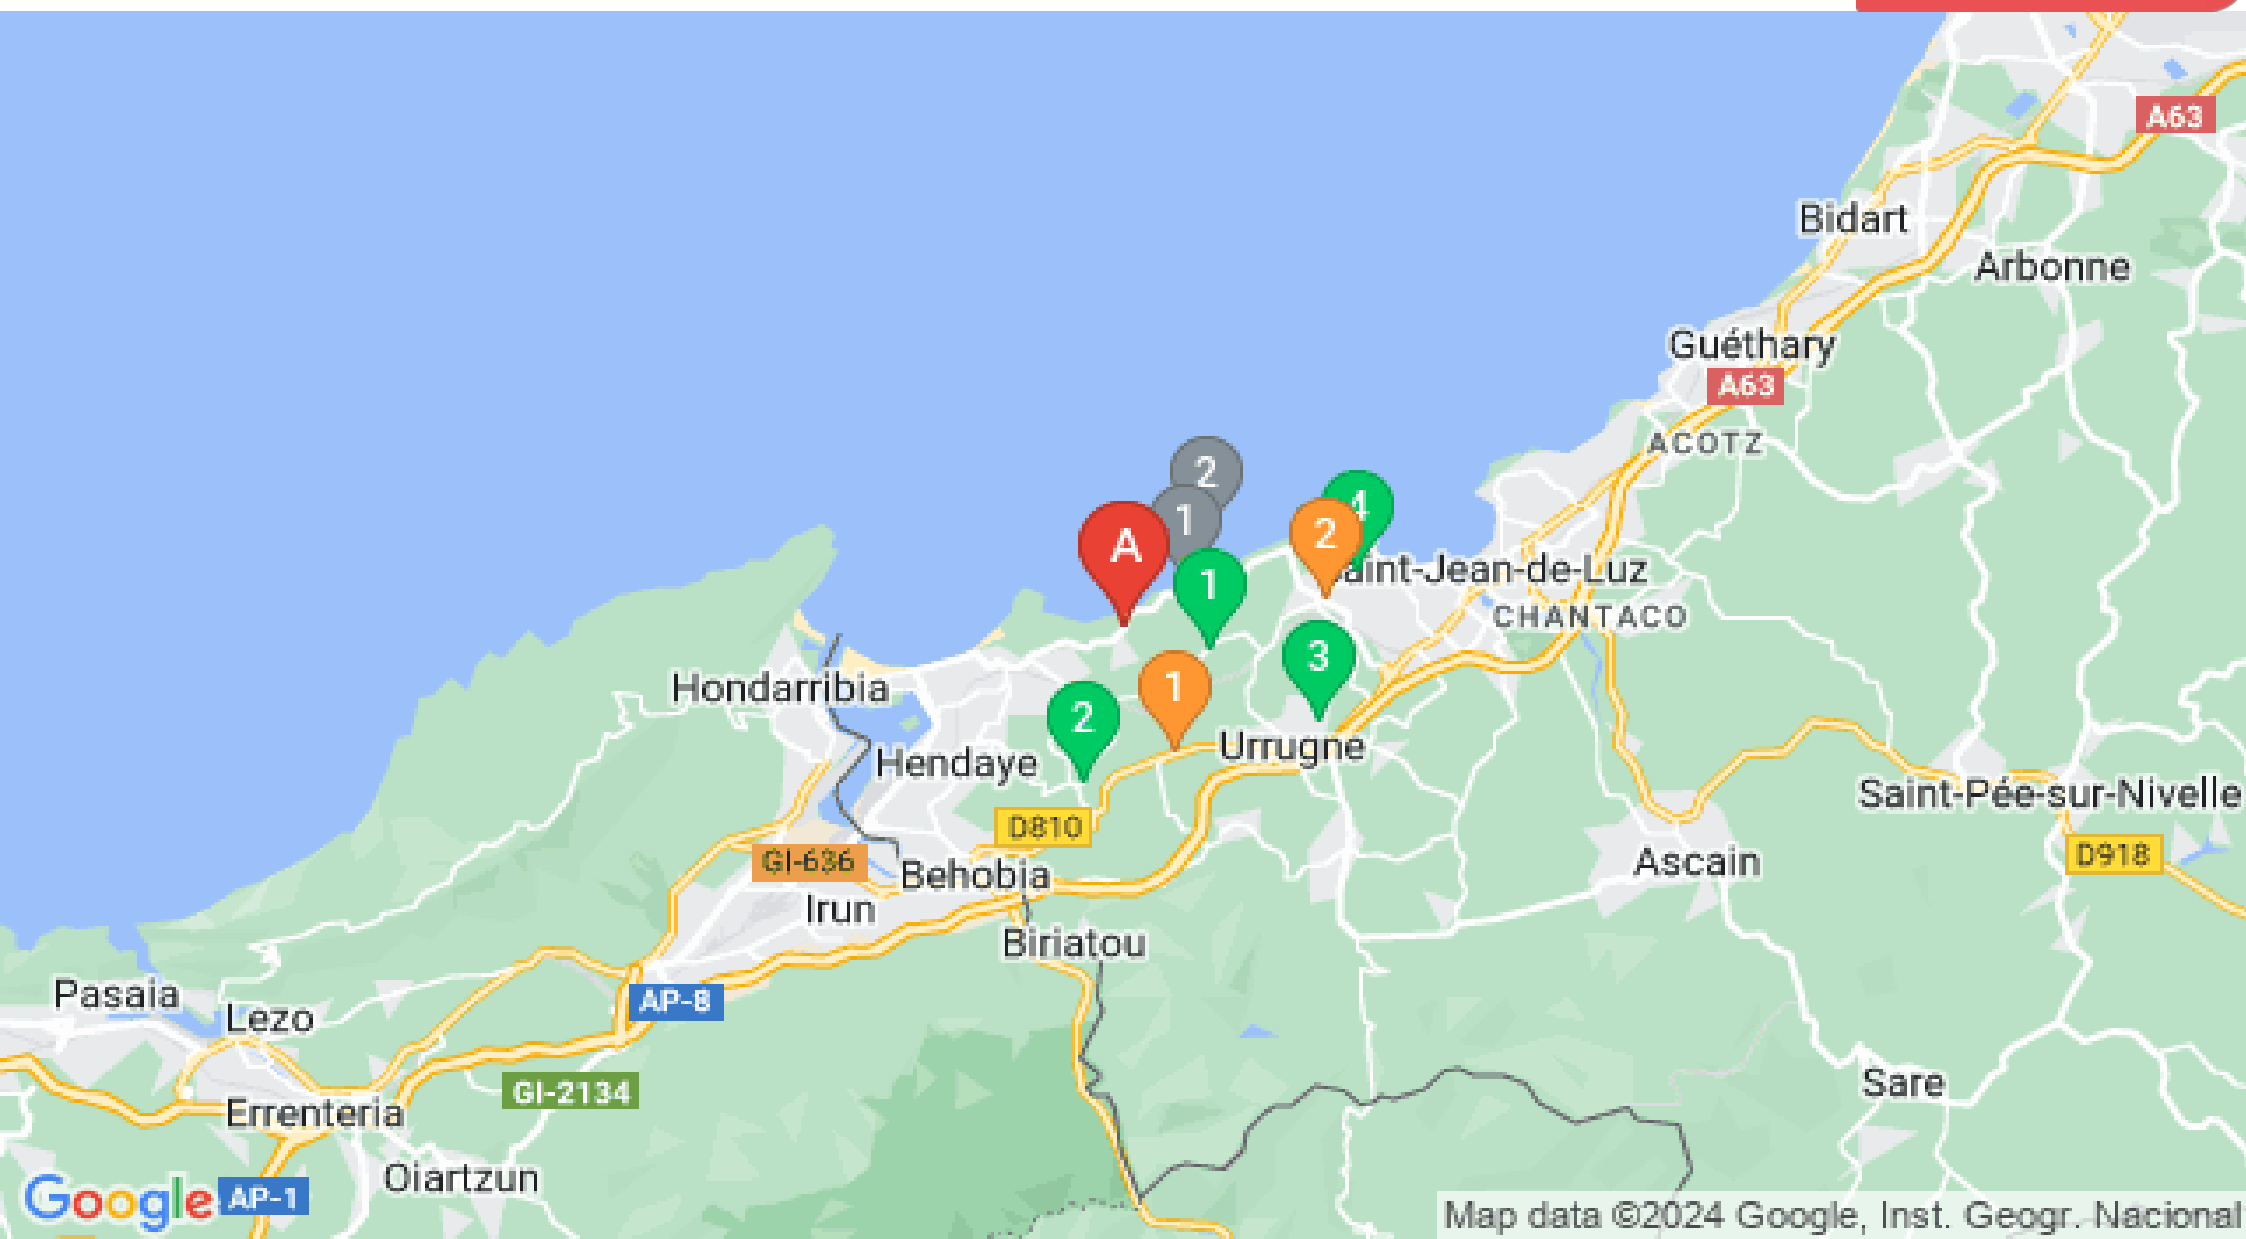 A63
Bidart
Arbonne
Guéthary
A63
ACOTZ
2
4
1
2
A
1
Saint-Jean-de-Luz
CHANTACO
3
Hondarribia
1
2
Urrugne
Hendaye
Saint-Pée-sur-Nivelle
D810
D918
GI-636
Ascain
Behobia
Irun
Biriatou
Pasaia
AP-8
Lezo
Sare
GI-2134
Errenteria
Oiartzun
Google
AP-1
Map data ©2024 Google, Inst. Geogr. Nacional